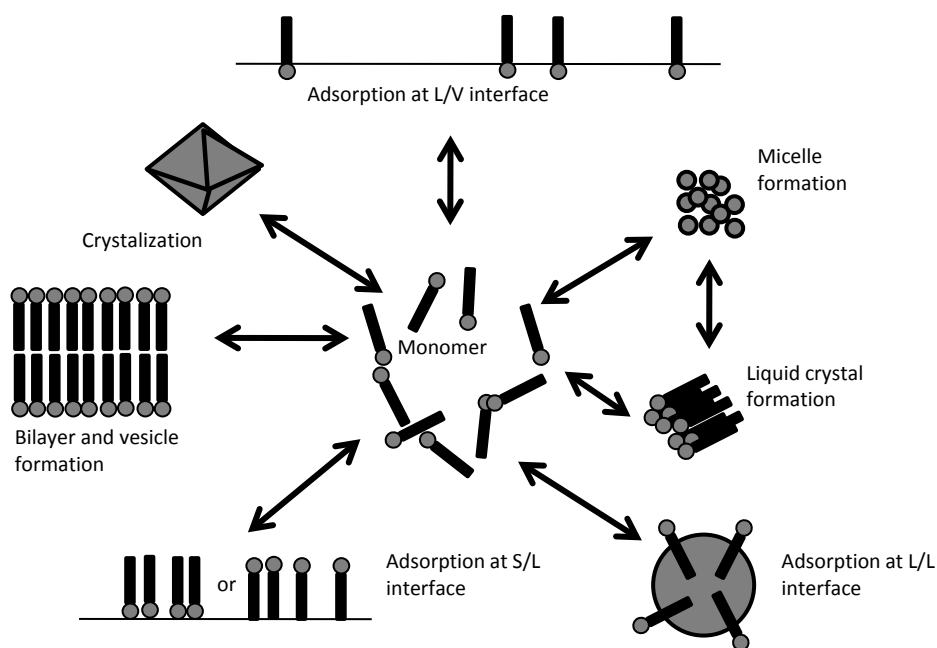 Adsorption at L/V interface
Micelle
formation
Crystalization
Monomer
Liquid crystal
formation
Bilayer and vesicle
formation
Adsorption at S/L
interface
or
Adsorption at L/L
interface